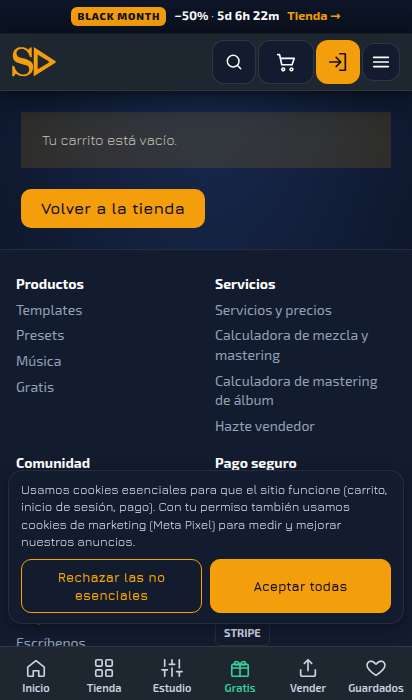 BLACK MONTH −50% · 5d 6h 22m Tienda →
S
Tu carrito está vacío.
Volver a la tienda
Productos
Templates
Presets
Música
Gratis
Servicios
Servicios y precios
Calculadora de mezcla y
mastering
Calculadora de mastering
de álbum
Hazte vendedor
Comunidad
Pago seguro
Usamos cookies esenciales para que el sitio funcione (carrito,
inicio de sesión, pago). Con tu permiso también usamos
cookies de marketing (Meta Pixel) para medir y mejorar
nuestros anuncios.
Rechazar las no
esenciales
Aceptar todas
Escríbenos
STRIPE
Inicio
Tienda
Estudio
Gratis
Vender
Guardados